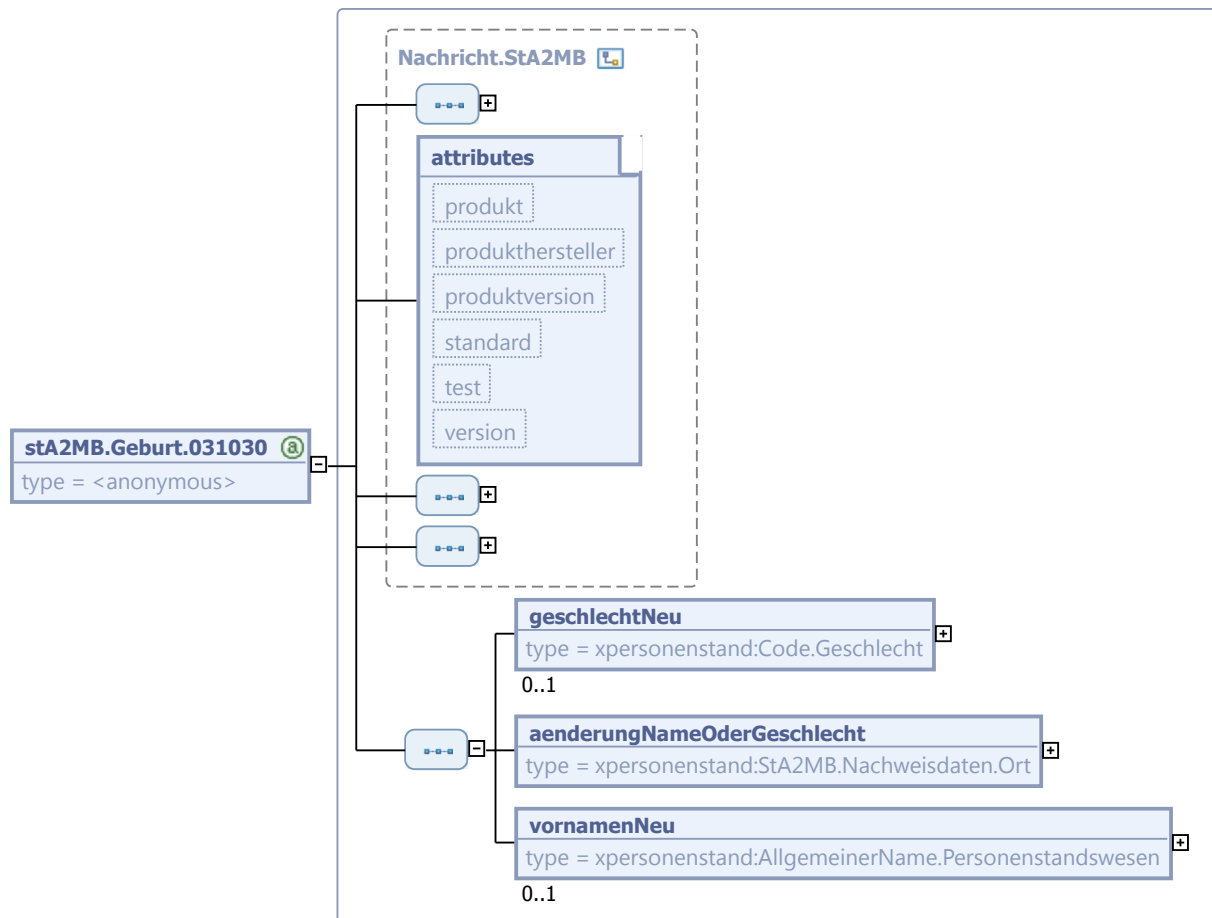 Nachricht.StA2MB
attributes
produkt
produkthersteller
produktversion
standard
test
version
stA2MB.Geburt.031030 a
type = <anonymous>
geschlechtNeu
type = xpersonenstand:Code.Geschlecht
0..1
aenderungNameOderGeschlecht
type = xpersonenstand:StA2MB.Nachweisdaten.Ort
vornamenNeu
type = xpersonenstand:AllgemeinerName.Personenstandswesen
0..1